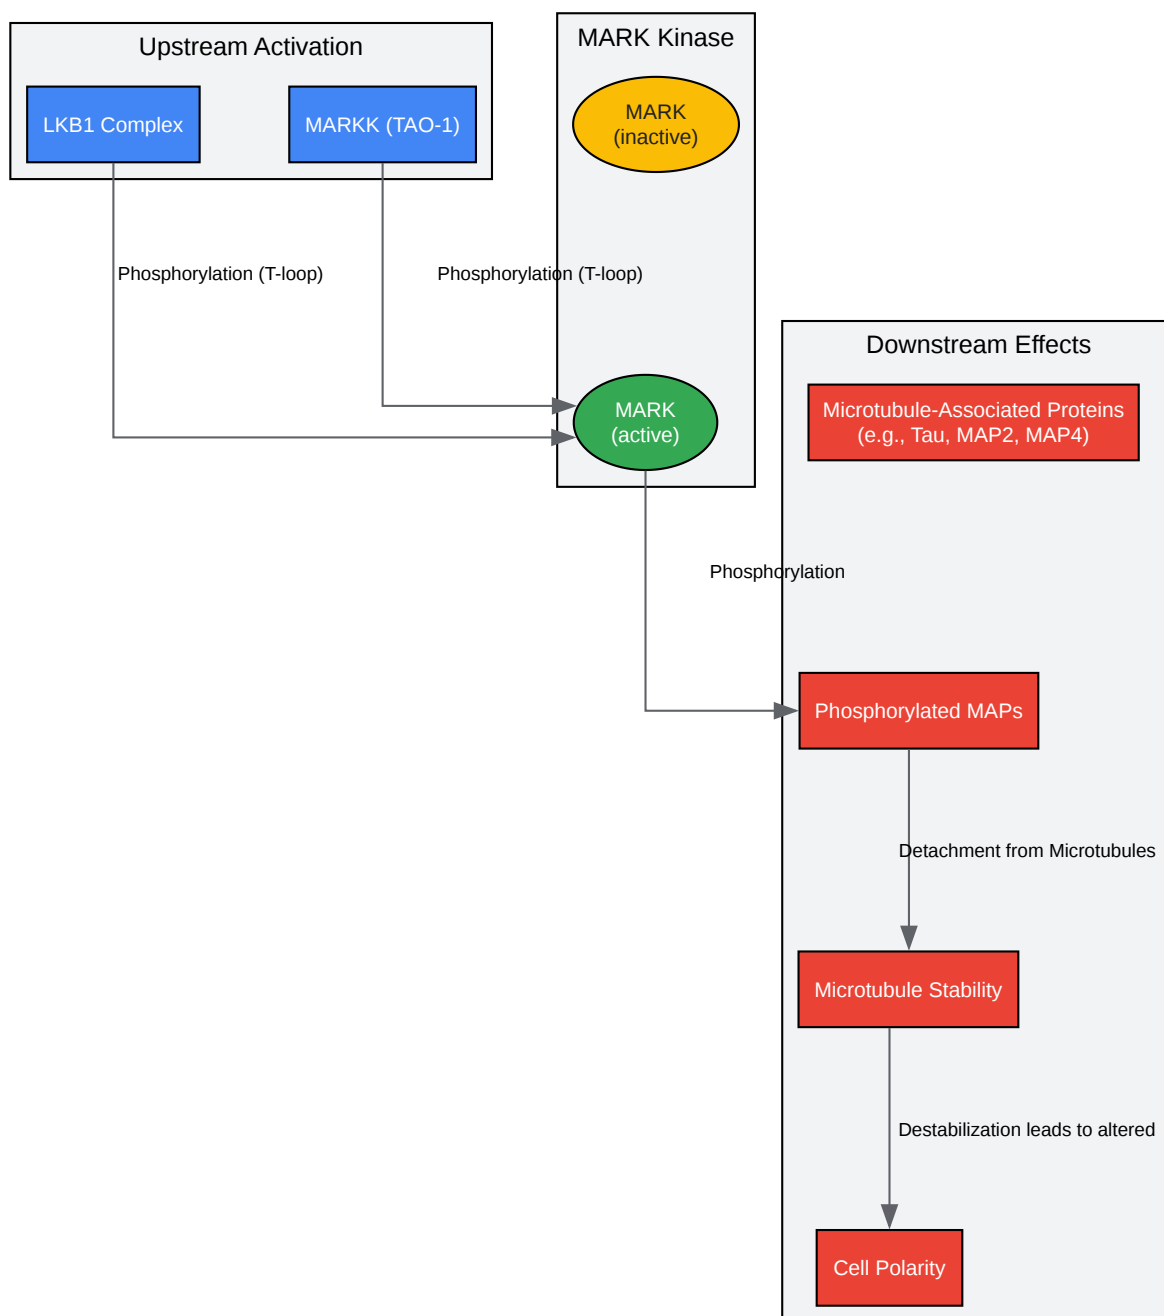 Upstream Activation
LKB1 Complex
MARKK (TAO-1)
MARK Kinase
MARK
(inactive)
Phosphorylation (T-loop)
Phosphorylation (T-loop)
MARK
(active)
Downstream Effects
Microtubule-Associated Proteins
(e.g., Tau, MAP2, MAP4)
Phosphorylation
Phosphorylated MAPs
Detachment from Microtubules
Microtubule Stability
Destabilization leads to altered
Cell Polarity